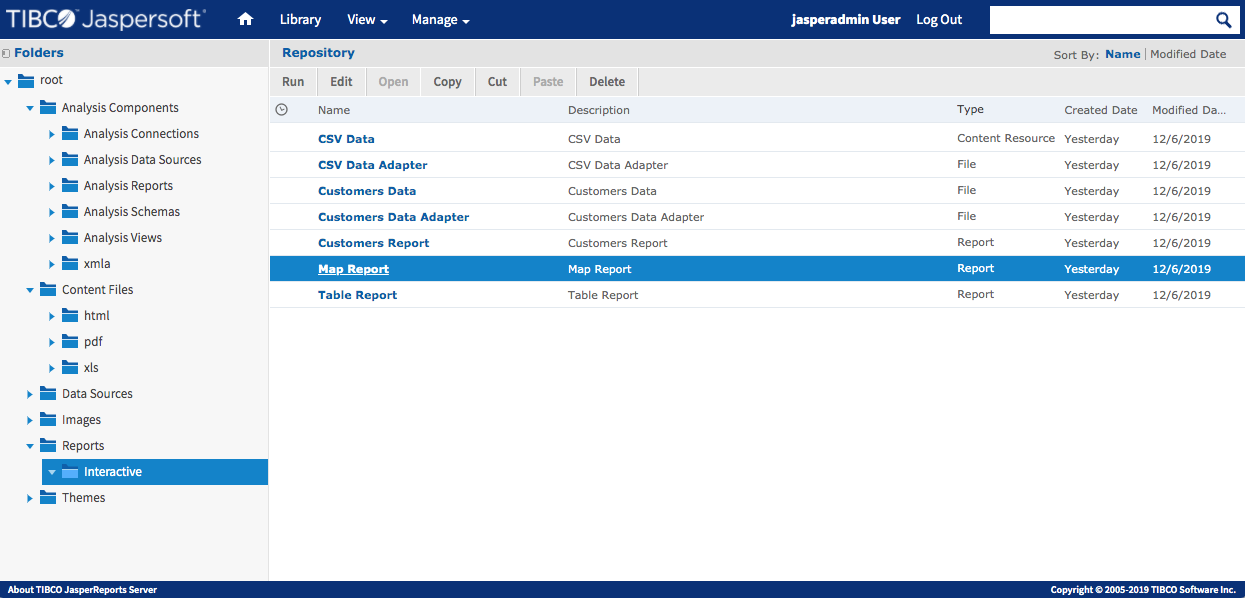 TIBCO Jaspersoft® Library View Manage jasperadmin User Log Out
Folders
root
Analysis Components
Analysis Connections
Analysis Data Sources
Analysis Reports
Analysis Schemas
Analysis Views
xmla
Content Files
html
pdf
xls
Data Sources
Images
Reports
Interactive
Themes
Repository Sort By: Name | Modified Date
Run Edit Open Copy Cut Paste Delete
Name Description Type Created Date Modified Da...
CSV Data CSV Data Content Resource Yesterday 12/6/2019
CSV Data Adapter CSV Data Adapter File Yesterday 12/6/2019
Customers Data Customers Data File Yesterday 12/6/2019
Customers Data Adapter Customers Data Adapter File Yesterday 12/6/2019
Customers Report Customers Report Report Yesterday 12/6/2019
Map Report Map Report Report Yesterday 12/6/2019
Table Report Table Report Report Yesterday 12/6/2019
About TIBCO JasperReports Server Copyright © 2005-2019 TIBCO Software Inc.